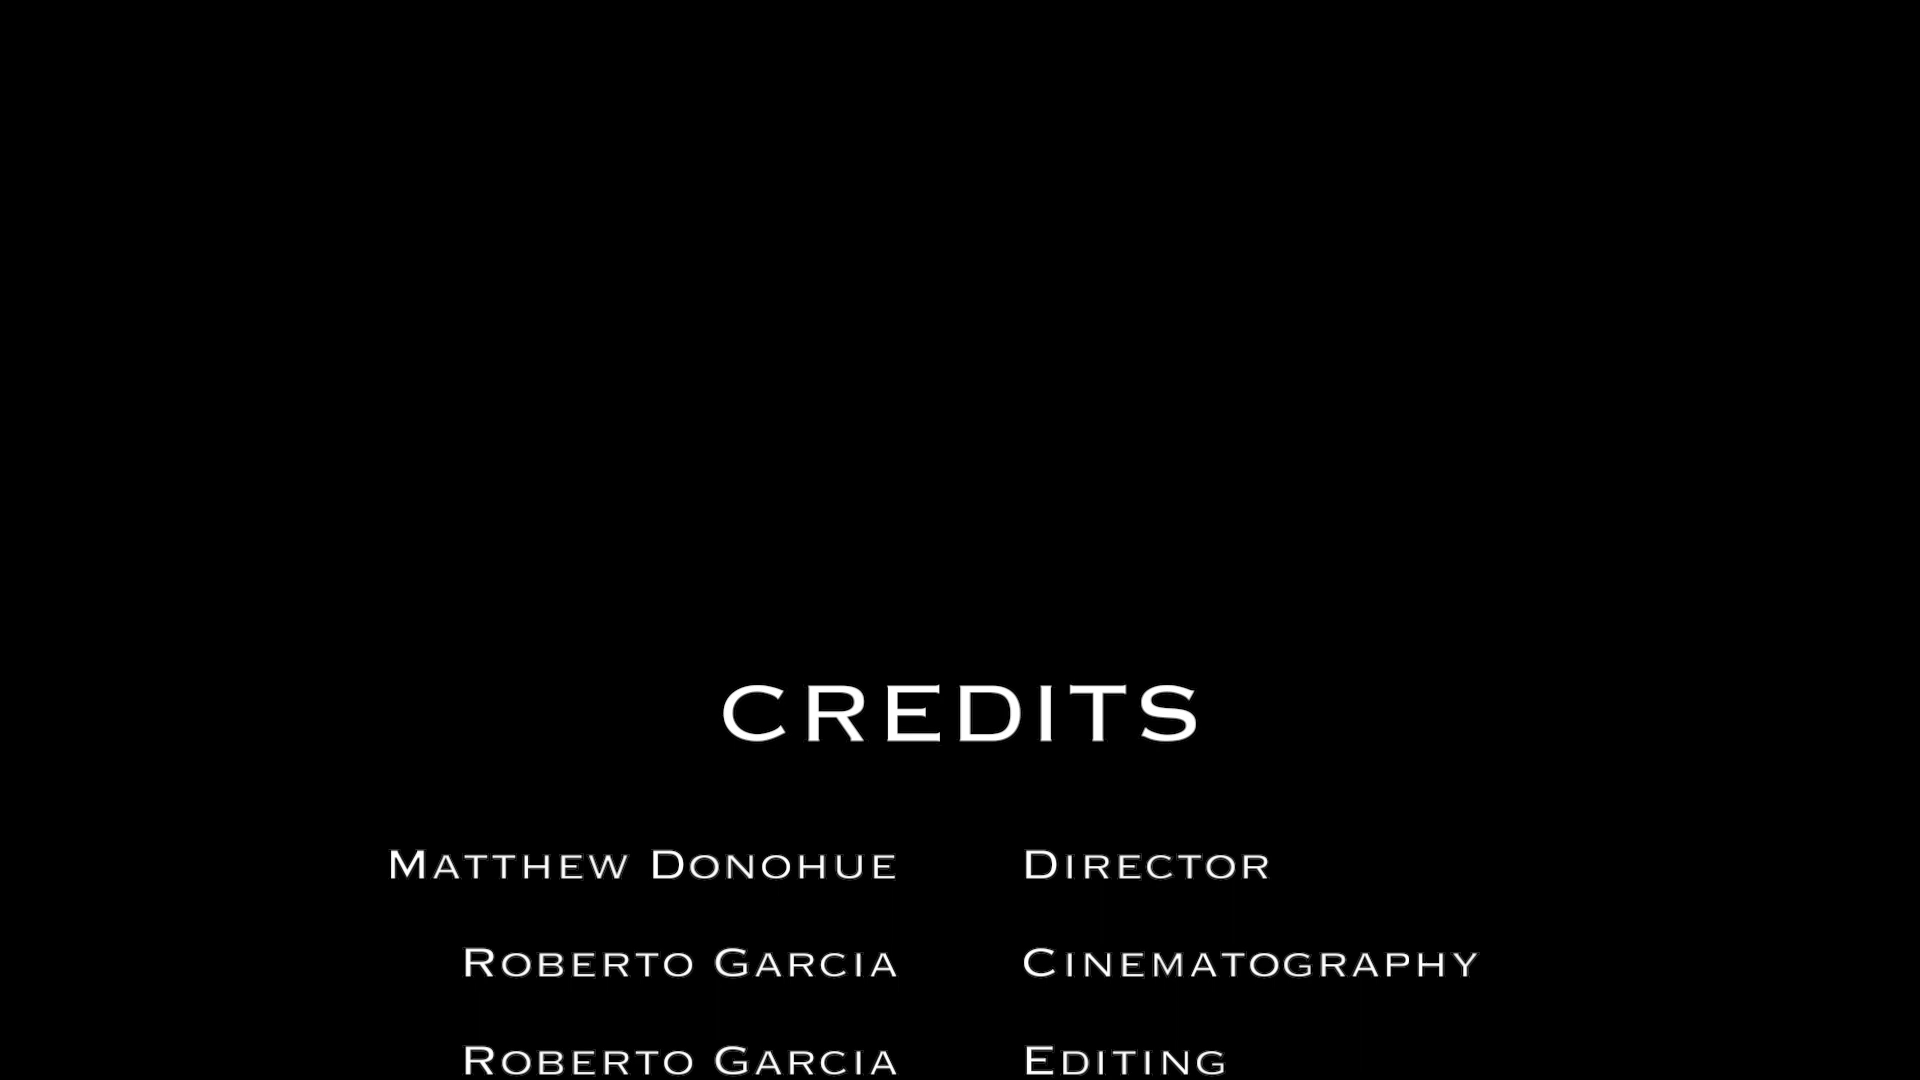 CREDITS
Matthew Donohue Director
Roberto Garcia Cinematography
Roberto Garcia Editing